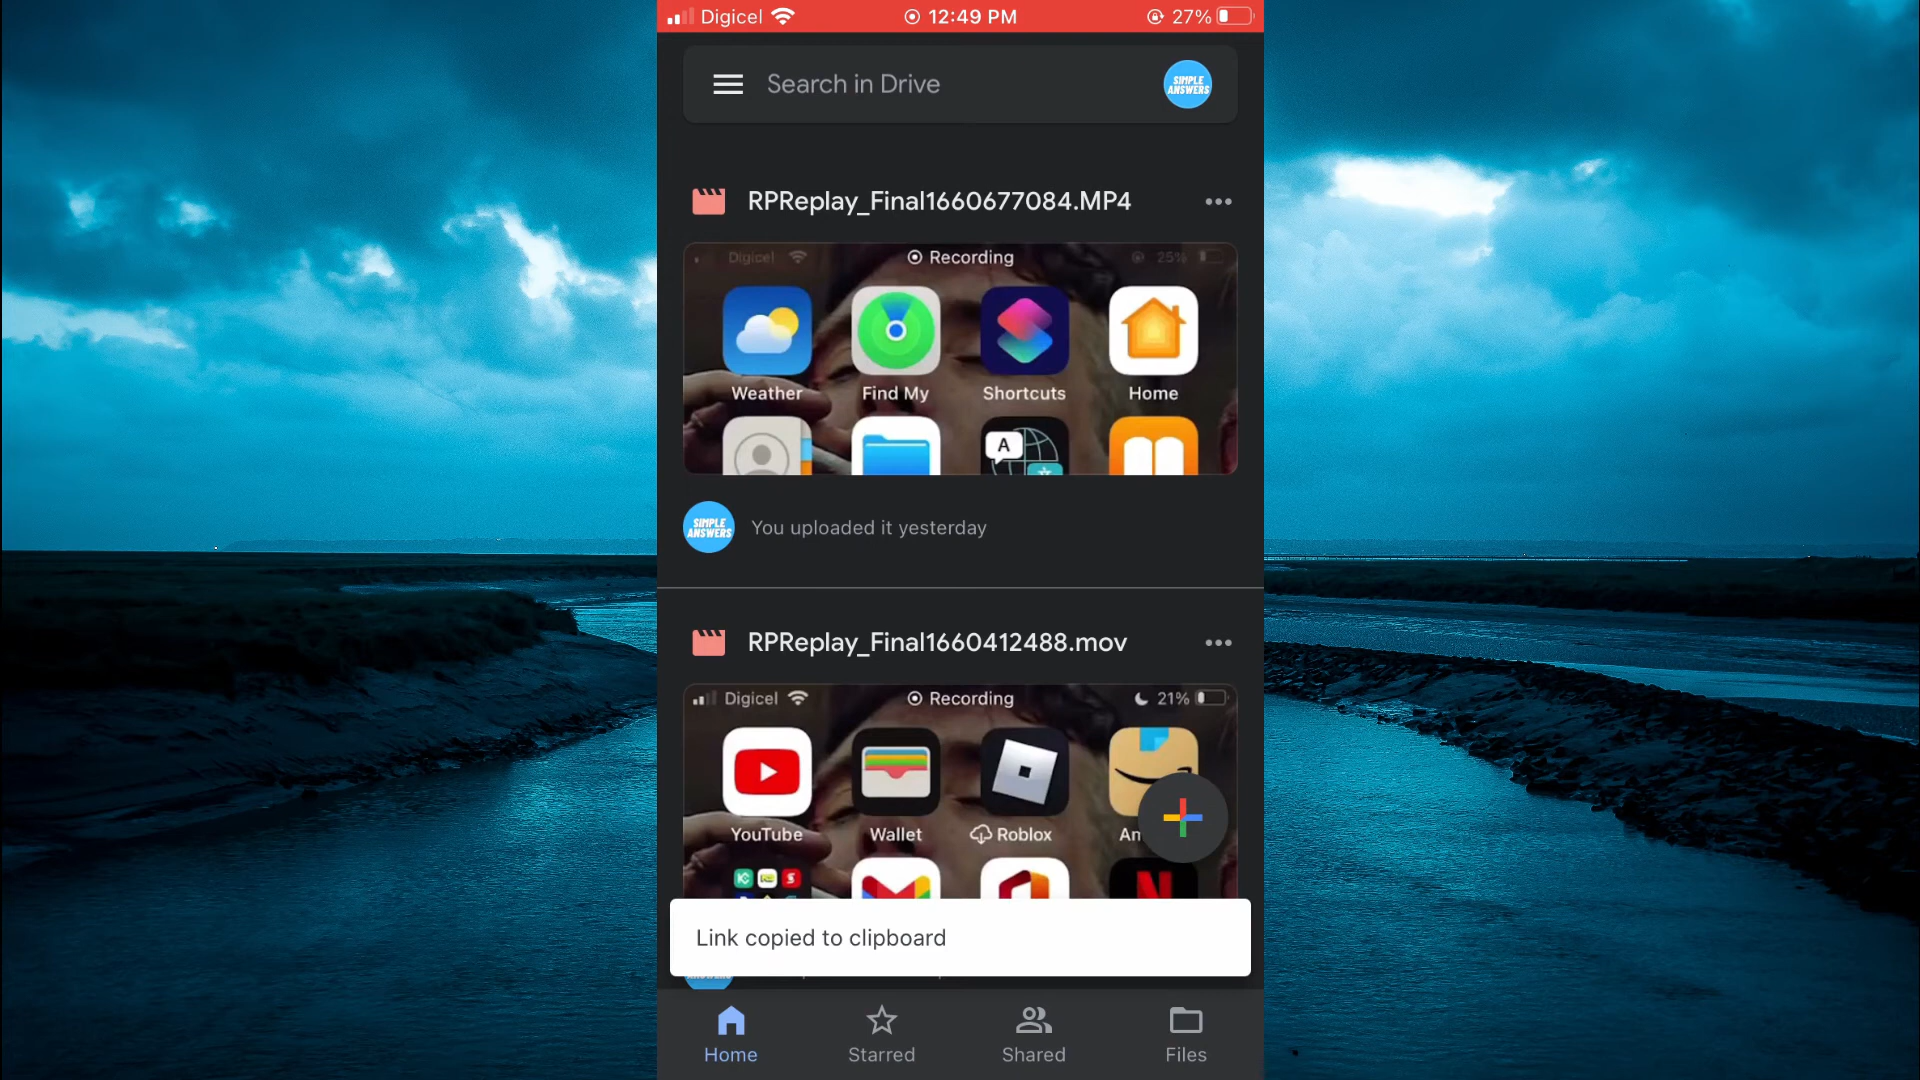 Digicel 12:49 PM 27%
Search in Drive
SIMPLE
ANSWERS
RPReplay_Final1660677084.MP4
Digicel Recording 25%
Weather Find My Shortcuts Home
A
SIMPLE
ANSWERS
You uploaded it yesterday
RPReplay_Final1660412488.mov
Digicel Recording 21%
YouTube Wallet Roblox Am
Link copied to clipboard
Home Starred Shared Files